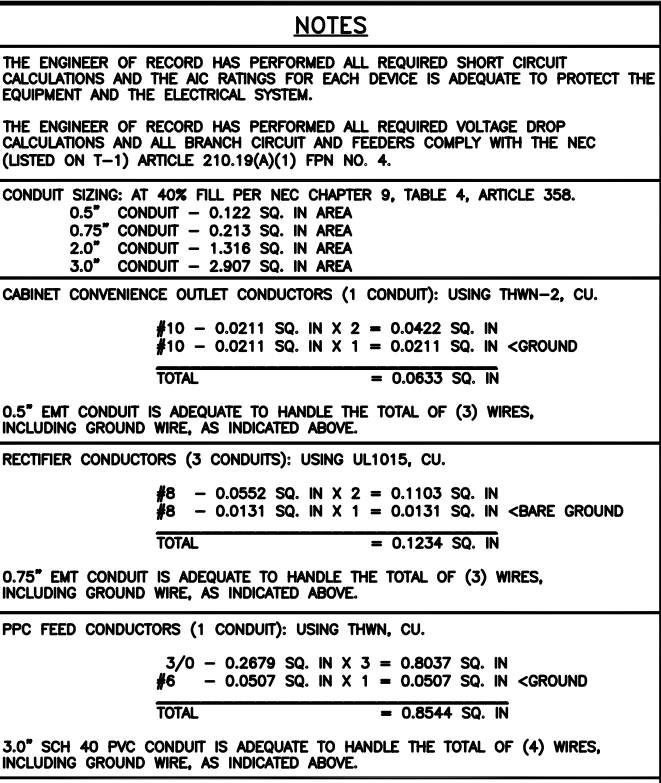 NOTES
THE ENGINEER OF RECORD HAS PERFORMED ALL REQUIRED SHORT CIRCUIT
CALCULATIONS AND THE AIC RATINGS FOR EACH DEVICE IS ADEQUATE TO PROTECT THE
EQUIPMENT AND THE ELECTRICAL SYSTEM.
THE ENGINEER OF RECORD HAS PERFORMED ALL REQUIRED VOLTAGE DROP
CALCULATIONS AND ALL BRANCH CIRCUIT AND FEEDERS COMPLY WITH THE NEC
(LISTED ON T-1) ARTICLE 210.19(A)(1) FPN NO. 4.
CONDUIT SIZING: AT 40% FILL PER NEC CHAPTER 9, TABLE 4, ARTICLE 358.
0.5" CONDUIT - 0.122 SQ. IN AREA
0.75" CONDUIT - 0.213 SQ. IN AREA
2.0" CONDUIT - 1.316 SQ. IN AREA
3.0" CONDUIT - 2.907 SQ. IN AREA
CABINET CONVENIENCE OUTLET CONDUCTORS (1 CONDUIT): USING THWN-2, CU.
#10 - 0.0211 SQ. IN X 2 = 0.0422 SQ. IN
#10 - 0.0211 SQ. IN X 1 = 0.0211 SQ. IN <GROUND
TOTAL = 0.0633 SQ. IN
0.5" EMT CONDUIT IS ADEQUATE TO HANDLE THE TOTAL OF (3) WIRES,
INCLUDING GROUND WIRE, AS INDICATED ABOVE.
RECTIFIER CONDUCTORS (3 CONDUITS): USING UL1015, CU.
#8 - 0.0552 SQ. IN X 2 = 0.1103 SQ. IN
#8 - 0.0131 SQ. IN X 1 = 0.0131 SQ. IN <BARE GROUND
TOTAL = 0.1234 SQ. IN
0.75" EMT CONDUIT IS ADEQUATE TO HANDLE THE TOTAL OF (3) WIRES,
INCLUDING GROUND WIRE, AS INDICATED ABOVE.
PPC FEED CONDUCTORS (1 CONDUIT): USING THWN, CU.
3/0 - 0.2679 SQ. IN X 3 = 0.8037 SQ. IN
#6 - 0.0507 SQ. IN X 1 = 0.0507 SQ. IN <GROUND
TOTAL = 0.8544 SQ. IN
3.0" SCH 40 PVC CONDUIT IS ADEQUATE TO HANDLE THE TOTAL OF (4) WIRES,
INCLUDING GROUND WIRE, AS INDICATED ABOVE.